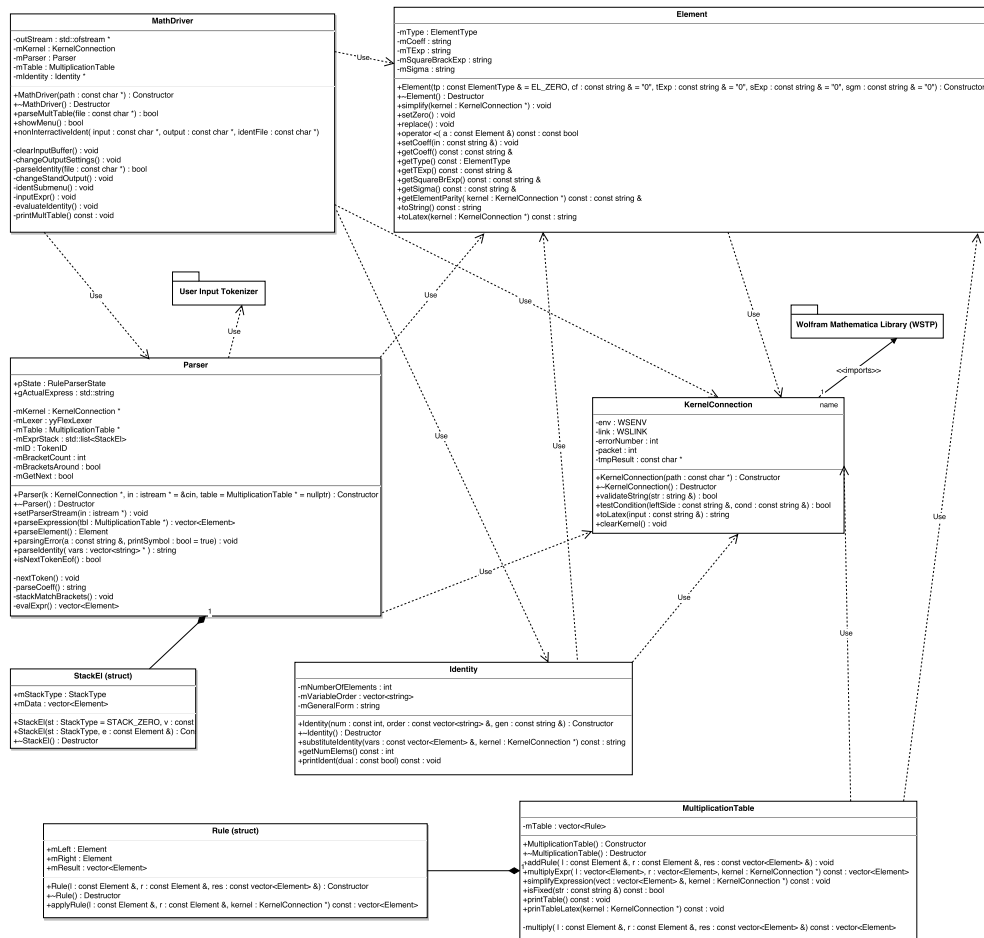 MathDriver
-outStream : std::ofstream *
-mKernel : KernelConnection
-mParser : Parser
-mTable : MultiplicationTable
-mIdentity : Identity *
+MathDriver(path : const char *) : Constructor
+~MathDriver() : Destructor
+parseMultTable(file : const char *) : bool
+showMenu() : bool
+nonInterractiveIdent( input : const char *, output : const char *, identFile : const char *)
-clearInputBuffer() : void
-changeOutputSettings() : void
-parseIdentity(file : const char *) : bool
-changeStandOutput() : void
-identSubmenu() : void
-inputExpr() : void
-evaluateIdentity() : void
-printMultTable() const : void
Use
Element
-mType : ElementType
-mCoeff : string
-mTExp : string
-mSquareBrackExp : string
-mSigma : string
+Element(tp : const ElementType & = EL_ZERO, cf : const string & = "0", tExp : const string & = "0", sExp : const string & = "0", sgm : const string & = "0") : Constructor
+~Element() : Destructor
+simplify(kernel : KernelConnection *) : void
+setZero() : void
+replace() : void
+operator <( a : const Element &) const : const bool
+setCoeff(in : const string &) : void
+getCoeff() const : const string &
+getType() const : ElementType
+getTExp() const : const string &
+getSquareBrExp() const : const string &
+getSigma() const : const string &
+getElementParity( kernel : KernelConnection *) const : const string &
+toString() const : string
+toLatex(kernel : KernelConnection *) const : string
Use
User Input Tokenizer
Use
Use
Use
Use
Wolfram Mathematica Library (WSTP)
<<imports>>
1
Parser
+pState : RuleParserState
+gActualExpress : std::string
-mKernel : KernelConnection *
-mLexer : yyFlexLexer
-mTable : MultiplicationTable *
-mExprStack : std::list<StackEl>
-mID : TokenID
-mBracketCount : int
-mBracketsAround : bool
-mGetNext : bool
+Parser(k : KernelConnection *, in : istream * = &cin, table = MultiplicationTable * = nullptr) : Constructor
+~Parser() : Destructor
+setParserStream(in : istream *) : void
+parseExpression(tbl : MultiplicationTable *) : vector<Element>
+parseElement() : Element
+parsingError(a : const string &, printSymbol : bool = true) : void
+parseIdentity( vars : vector<string> * ) : string
+isNextTokenEof() : bool
-nextToken() : void
-parseCoeff() : string
-stackMatchBrackets() : void
-evalExpr() : vector<Element>
1
KernelConnection
name
-env : WSENV
-link : WSLINK
-errorNumber : int
-packet : int
-tmpResult : const char *
+KernelConnection(path : const char *) : Constructor
+~KernelConnection() : Destructor
+validateString(str : string &) : bool
+testCondition(leftSide : const string &, cond : const string &) : bool
+toLatex(input : const string &) : string
+clearKernel() : void
Use
Use
Use
Use
Use
Use
StackEl (struct)
+mStackType : StackType
+mData : vector<Element>
+StackEl(st : StackType = STACK_ZERO, v : const
+StackEl(st : StackType, e : const Element &) : Con
+~StackEl() : Destructor
Identity
-mNumberOfElements : int
-mVariableOrder : vector<string>
-mGeneralForm : string
+Identity(num : const int, order : const vector<string> &, gen : const string &) : Constructor
+~Identity() : Destructor
+substituteIdentity(vars : const vector<Element> &, kernel : KernelConnection *) const : string
+getNumElems() const : int
+printIdent(dual : const bool) const : void
Rule (struct)
+mLeft : Element
+mRight : Element
+mResult : vector<Element>
+Rule(l : const Element &, r : const Element &, res : const vector<Element> &) : Constructor
+~Rule() : Destructor
+applyRule(l : const Element &, r : const Element &, kernel : KernelConnection *) const : vector<Element>
MultiplicationTable
-mTable : vector<Rule>
+MultiplicationTable() : Constructor
+~MultiplicationTable() : Destructor
+addRule( l : const Element &, r : const Element &, res : const vector<Element> &) : void
+multiplyExpr( l : vector<Element>, r : vector<Element>, kernel : KernelConnection *) const : vector<Element>
+simplifyExpression(vect : vector<Element> &, kernel : KernelConnection *) const : void
+isFixed(str : const string &) const : bool
+printTable() const : void
+prinTableLatex(kernel : KernelConnection *) const : void
-multiply( l : const Element &, r : const Element &, res : const vector<Element> &) const : vector<Element>